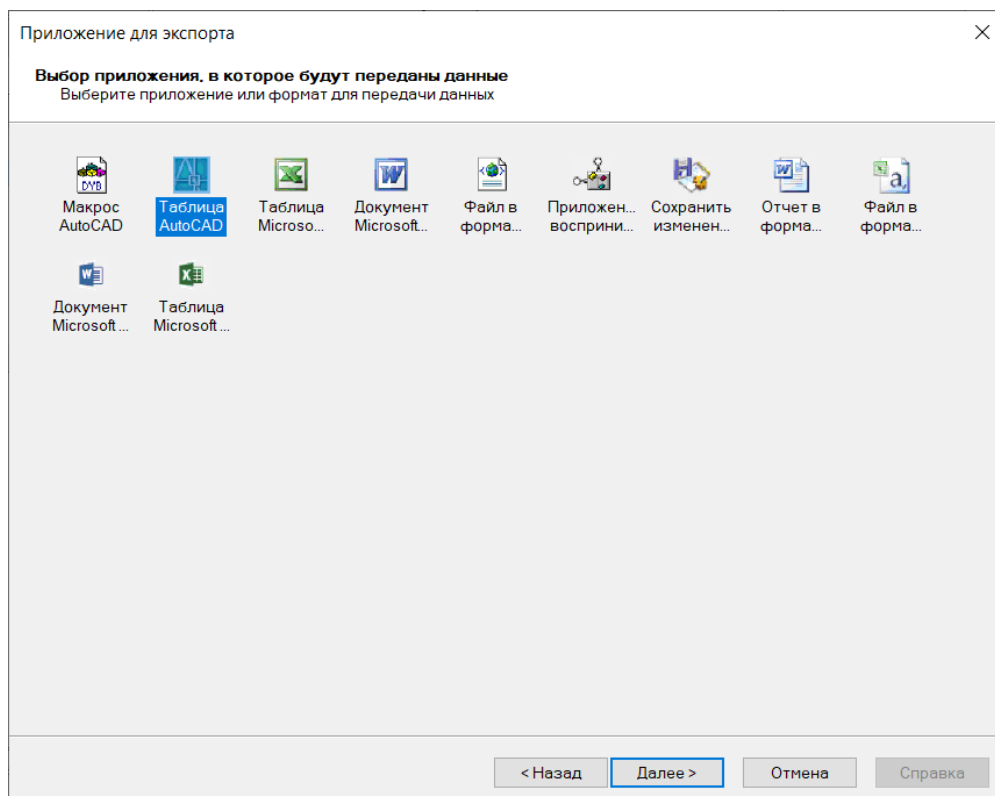 Приложение для экспорта
Выбор приложения, в которое будут переданы данные
Выберите приложение или формат для передачи данных
DVB
Макрос
AutoCAD
Таблица
AutoCAD
Таблица
Microso...
Документ
Microsoft...
Файл в
форма...
Приложен...
восприни...
Сохранить
изменен...
Отчет в
форма...
a,
Файл в
форма...
Документ
Microsoft ...
Таблица
Microsoft ...
< Назад
Далее >
Отмена
Справка